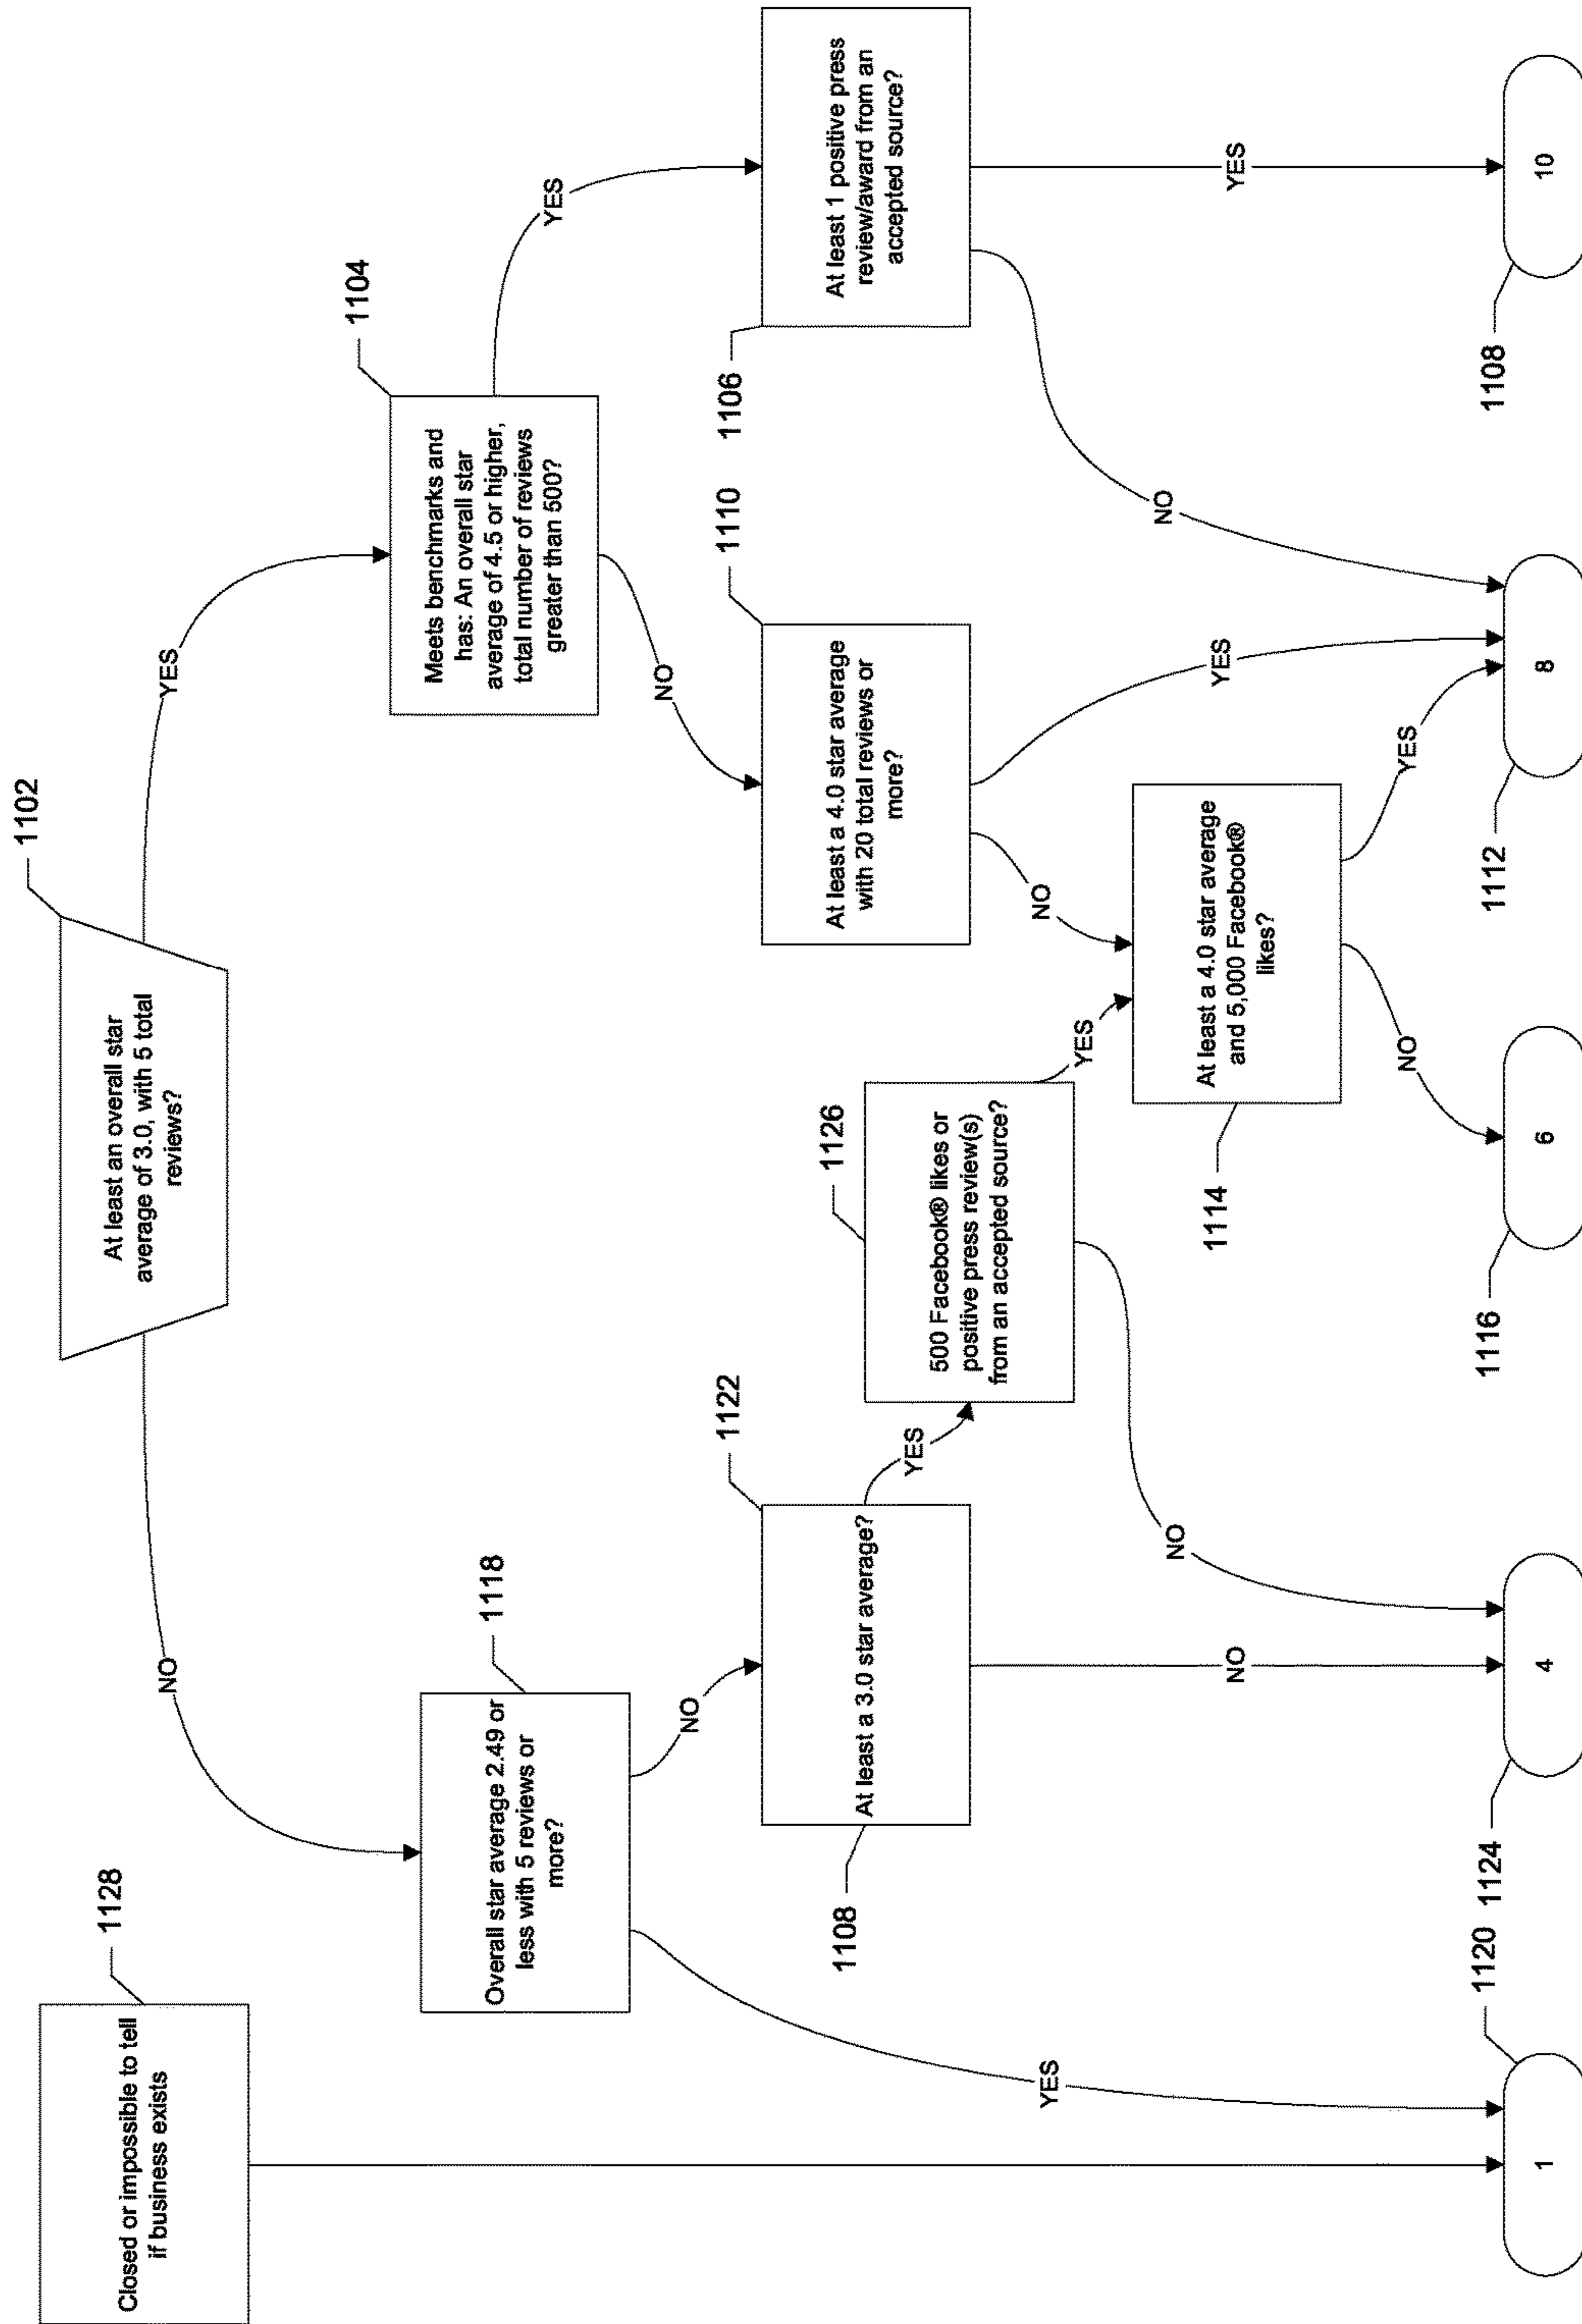 1128
Closed or impossible to tell
if business exists
1102
At least an overall star
average of 3.0, with 5 total
reviews?
NO
YES
1118
Overall star average 2.49 or
less with 5 reviews or
more?
1104
Meets benchmarks and
has: An overall star
average of 4.5 or higher,
total number of reviews
greater than 500?
NO
YES
NO
YES
1122
At least a 3.0 star average?
1108
YES
NO
1126
500 Facebook® likes or
positive press review(s)
from an accepted source?
YES
NO
1110
At least a 4.0 star average
with 20 total reviews or
more?
NO
YES
1106
At least 1 positive press
review/award from an
accepted source?
NO
YES
1114
At least a 4.0 star average
and 5,000 Facebook®
likes?
NO
YES
1120
1
1124
4
1116
6
1112
8
1108
10